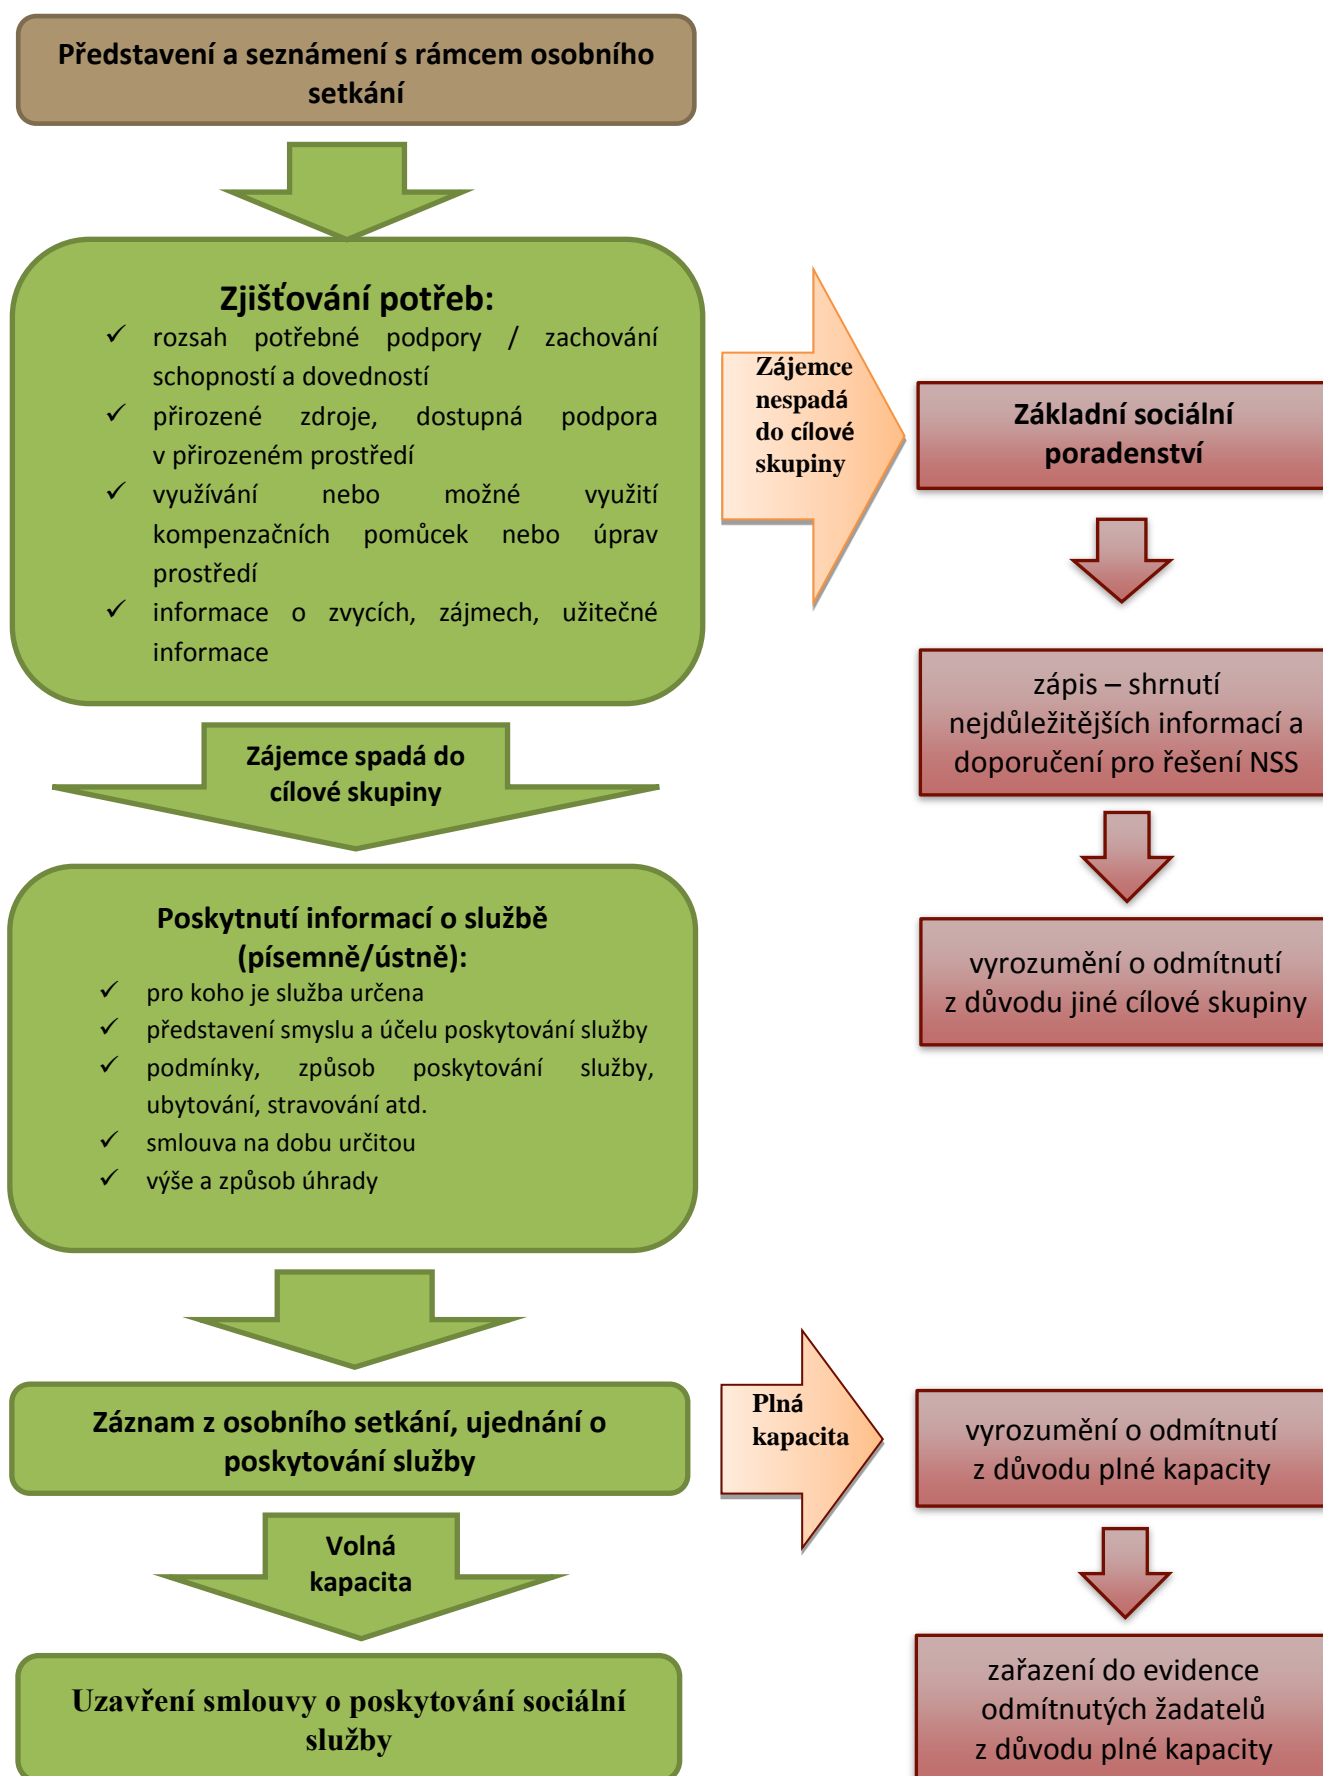 Představení a seznámení s rámcem osobního
setkání
Zjišťování potřeb:
✓ rozsah potřebné podpory / zachování
schopností a dovedností
✓ přirozené zdroje, dostupná podpora
v přirozeném prostředí
✓ využívání nebo možné využití
kompenzačních pomůcek nebo úprav
prostředí
✓ informace o zvycích, zájmech, užitečné
informace
Zájemce
nespadá
do cílové
skupiny
Základní sociální
poradenství
zápis – shrnutí
nejdůležitějších informací a
doporučení pro řešení NSS
vyrozumění o odmítnutí
z důvodu jiné cílové skupiny
Zájemce spadá do
cílové skupiny
Poskytnutí informací o službě
(písemně/ústně):
✓ pro koho je služba určena
✓ představení smyslu a účelu poskytování služby
✓ podmínky, způsob poskytování služby,
ubytování, stravování atd.
✓ smlouva na dobu určitou
✓ výše a způsob úhrady
Záznam z osobního setkání, ujednání o
poskytování služby
Plná
kapacita
vyrozumění o odmítnutí
z důvodu plné kapacity
zařazení do evidence
odmítnutých žadatelů
z důvodu plné kapacity
Volná
kapacita
Uzavření smlouvy o poskytování sociální
služby